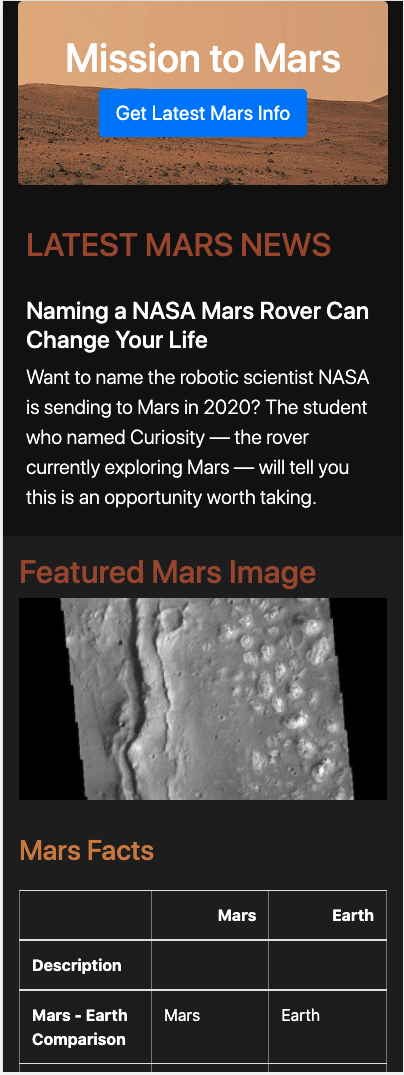 Mission to Mars
Get Latest Mars Info
LATEST MARS NEWS
Naming a NASA Mars Rover Can
Change Your Life
Want to name the robotic scientist NASA
is sending to Mars in 2020? The student
who named Curiosity — the rover
currently exploring Mars — will tell you
this is an opportunity worth taking.
Featured Mars Image
Mars Facts
Mars Earth
Description
Mars - Earth Mars Earth
Comparison